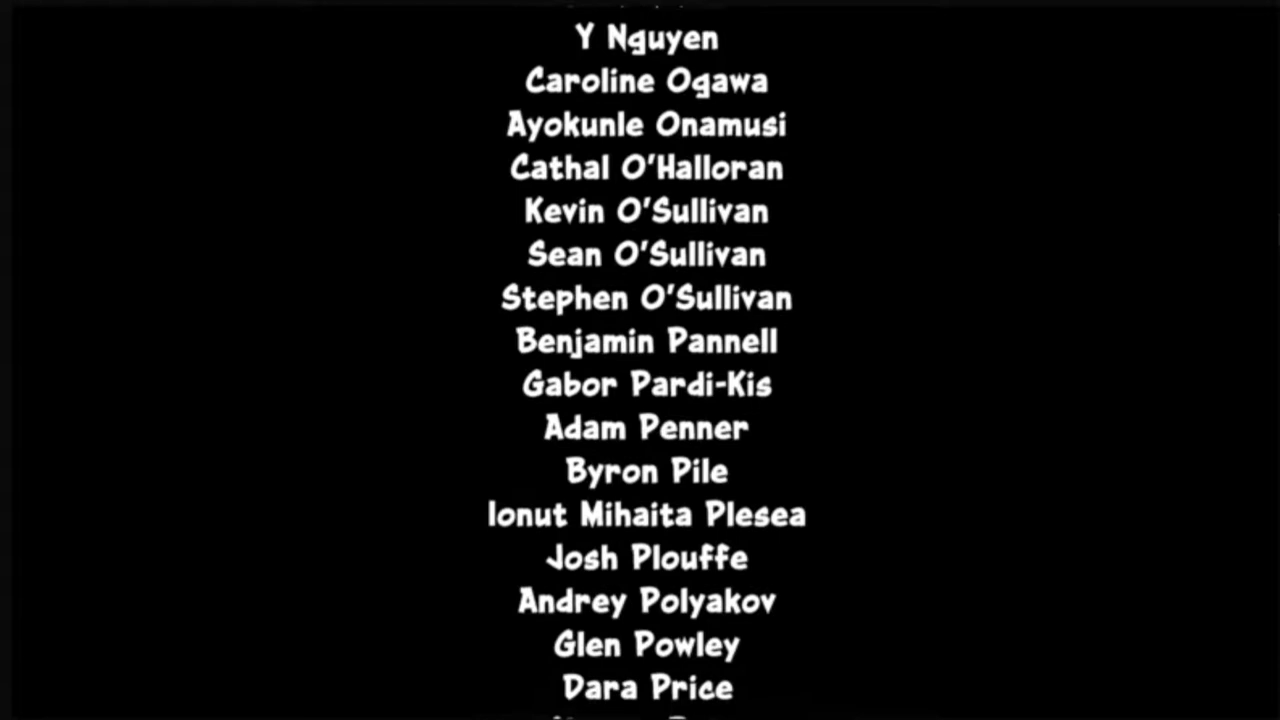 Y Nguyen
Caroline Ogawa
Ayokunle Onamusi
Cathal O'Halloran
Kevin O'Sullivan
Sean O'Sullivan
Stephen O'Sullivan
Benjamin Pannell
Gabor Pardi-Kis
Adam Penner
Byron Pile
Ionut Mihaita Plesea
Josh Plouffe
Andrey Polyakov
Glen Powley
Dara Price